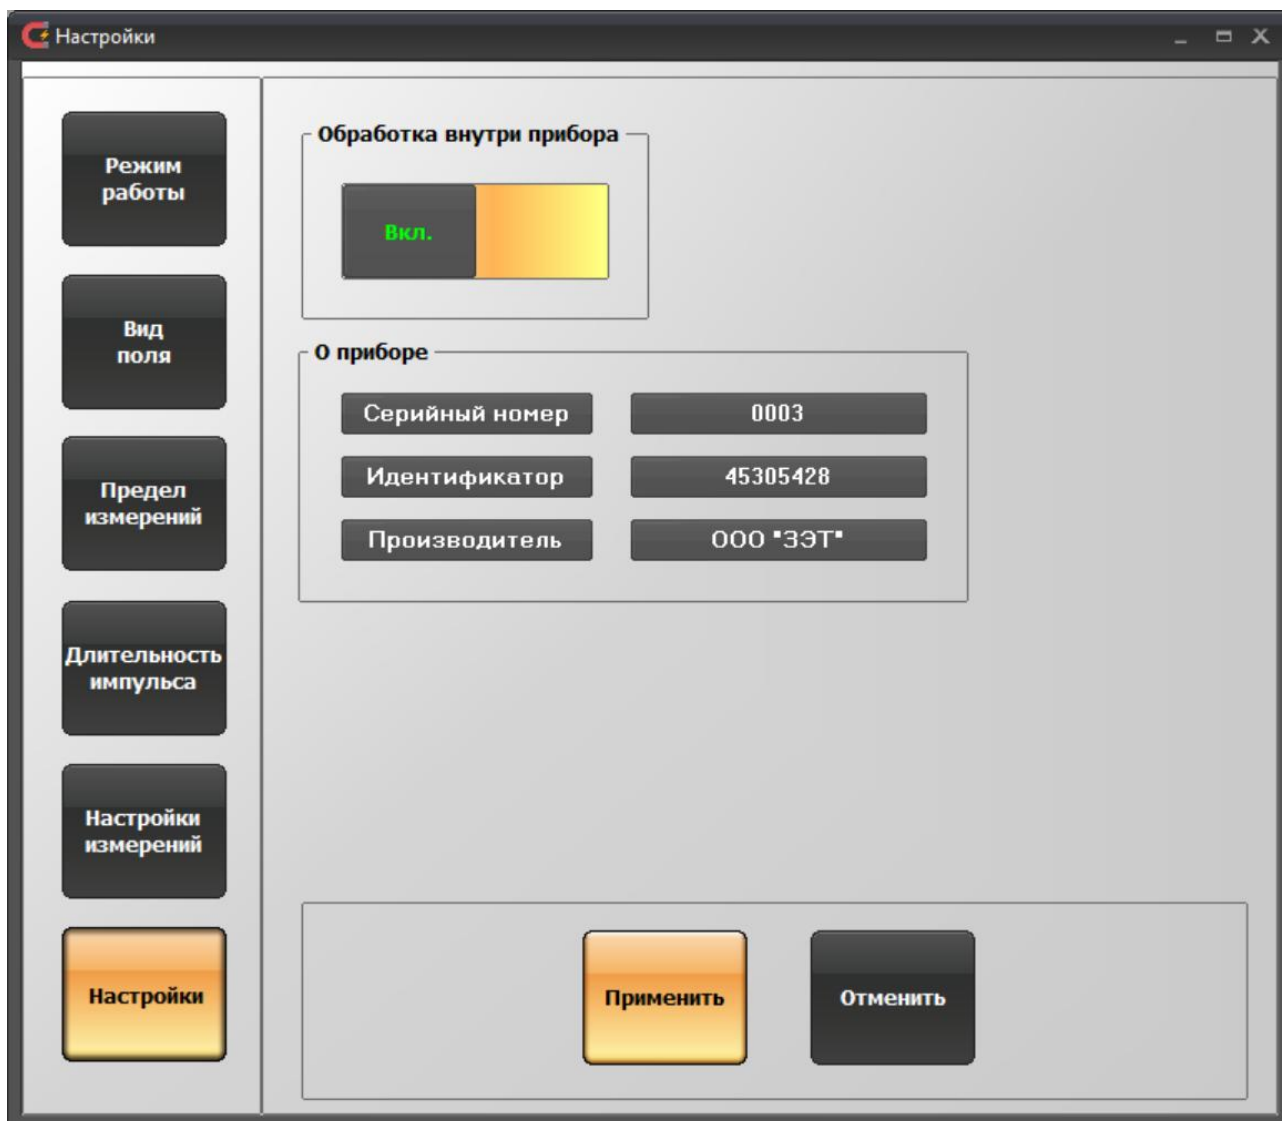 Настройки
Режим
работы
Вид
поля
Предел
измерений
Длительность
импульса
Настройки
измерений
Настройки
Обработка внутри прибора
Вкл.
О приборе
Серийный номер 0003
Идентификатор 45305428
Производитель ООО "ЗЭТ"
Применить Отменить